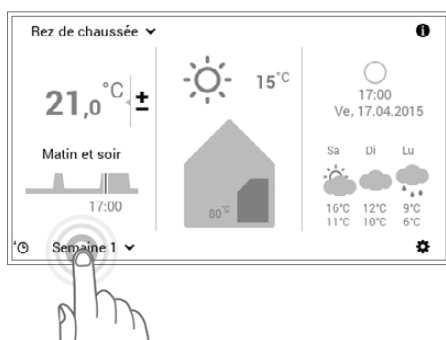 Rez de chaussée
21,0 °C ±
15°C
17:00
Ve, 17.04.2015
Matin et soir
17:00
80°C
Sa Di Lu
16°C 12°C 9°C
11°C 10°C 6°C
Semaine 1